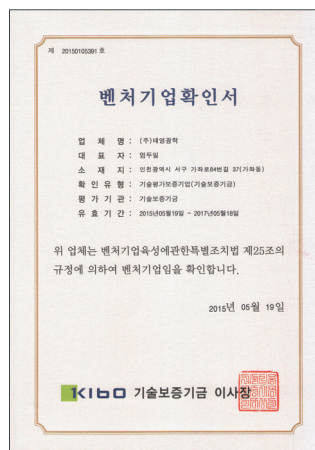 제 20150105391 호
벤처기업확인서
업 체 명 : (주)태영광학
대 표 자 : 엄두일
소 재 지 : 인천광역시 서구 가좌로84번길 37(가좌동)
확 인 유 형 : 기술평가보증기업(기술보증기금)
평 가 기 관 : 기술보증기금
유 효 기 간 : 2015년05월19일 ~ 2017년05월18일
위 업체는 벤처기업육성에관한특별조치법 제25조의
규정에 의하여 벤처기업임을 확인합니다.
2015년 05월 19일
KIBO 기술보증기금 이사장